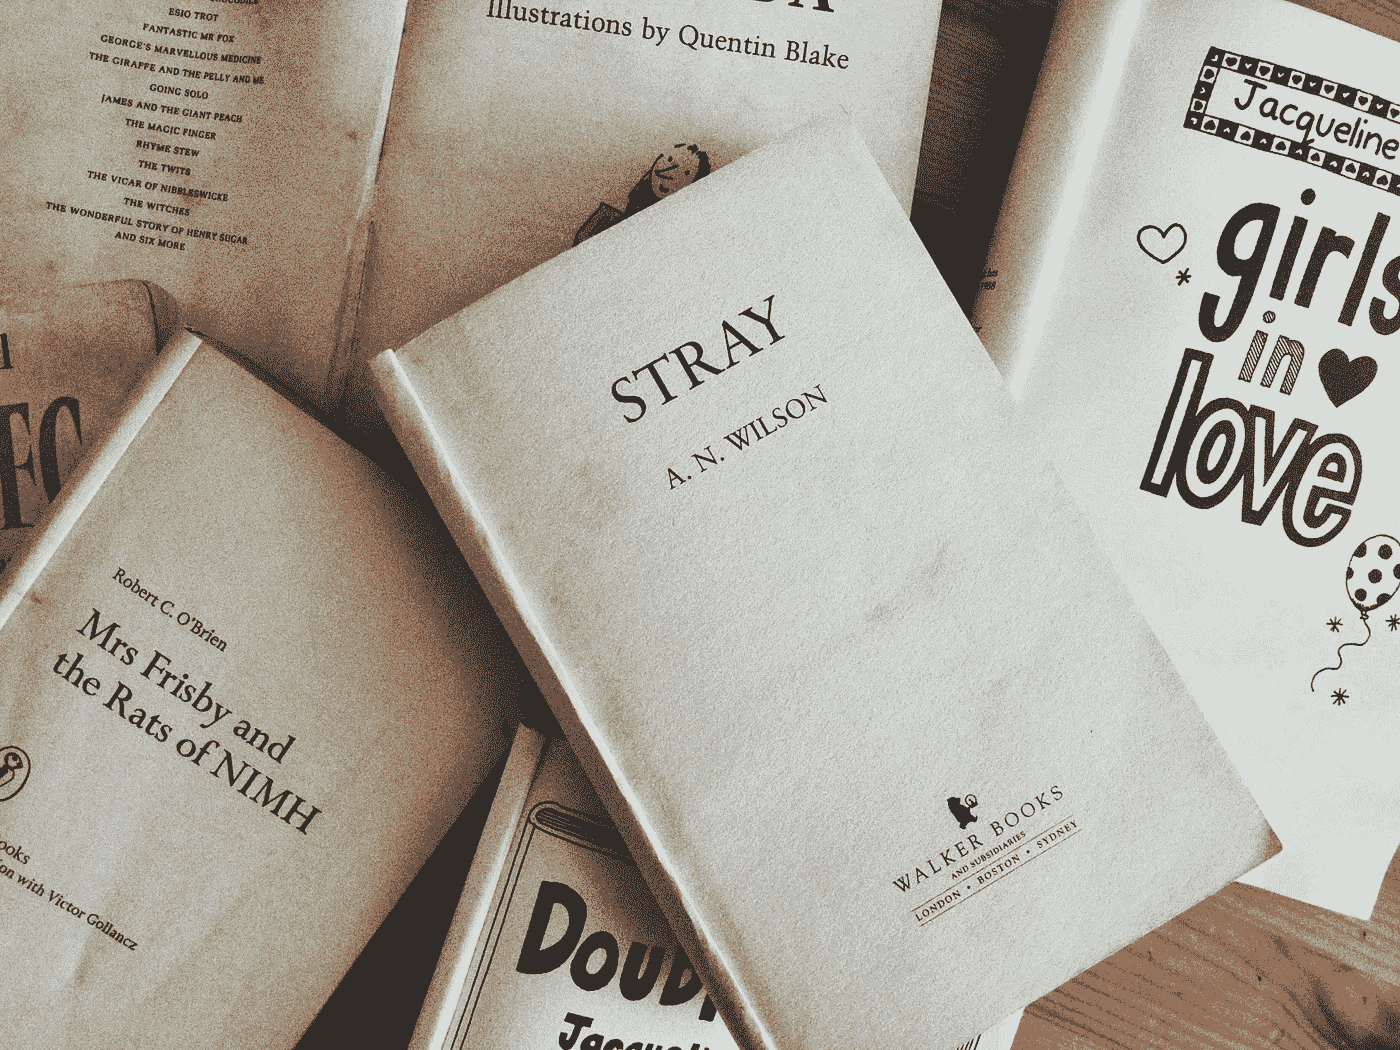 ESIO TROT
FANTASTIC MR FOX
GEORGE'S MARVELLOUS MEDICINE
THE GIRAFFE AND THE PELLY AND ME
GOING SOLO
JAMES AND THE GIANT PEACH
THE MAGIC FINGER
RHYME STEW
THE TWITS
THE VICAR OF NIBBLESWICKE
THE WITCHES
THE WONDERFUL STORY OF HENRY SUGAR
AND SIX MORE
Illustrations by Quentin Blake
Jacqueline
girls
in
love
STRAY
A. N. WILSON
WALKER BOOKS
AND SUBSIDIARIES
LONDON • BOSTON • SYDNEY
Robert C. O'Brien
Mrs Frisby and
the Rats of NIMH
ooks
on with Victor Gollancz
DOUB
Jacqueli